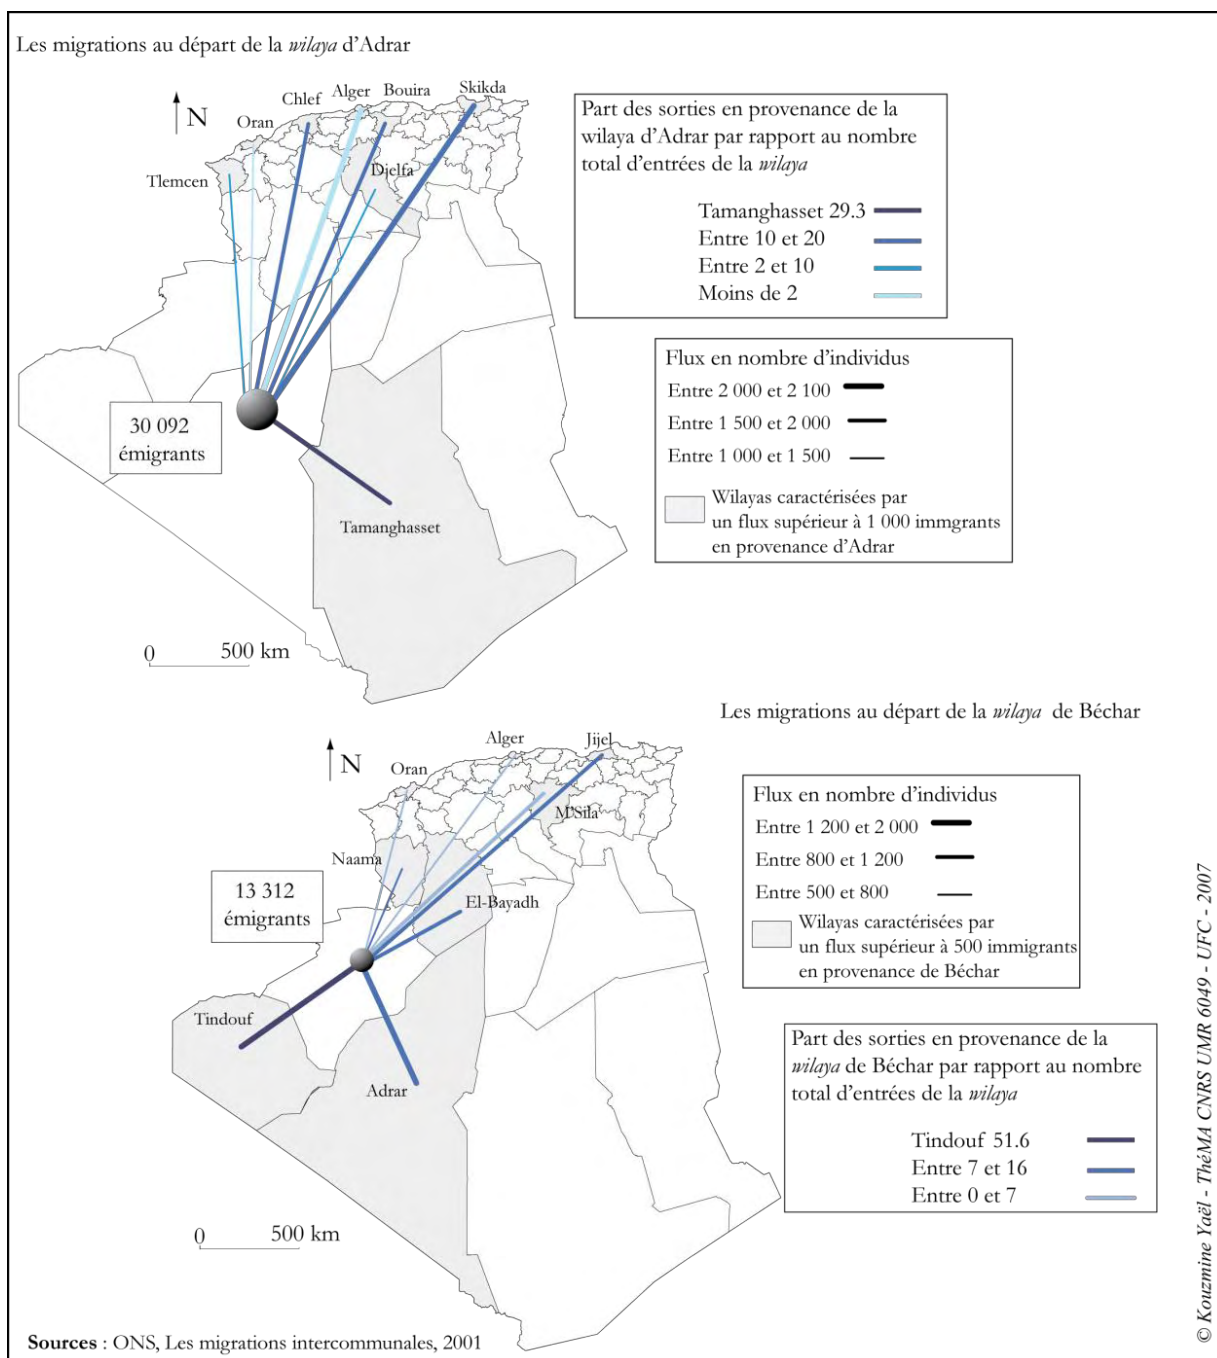 Les migrations au départ de la wilaya d'Adrar
N
Oran
Chlef
Alger
Bouira
Skikda
Tlemcen
Djelfa
30 092
émigrants
Tamanghasset
0 500 km
Part des sorties en provenance de la
wilaya d'Adrar par rapport au nombre
total d'entrées de la wilaya
Tamanghasset 29.3
Entre 10 et 20
Entre 2 et 10
Moins de 2
Flux en nombre d'individus
Entre 2 000 et 2 100
Entre 1 500 et 2 000
Entre 1 000 et 1 500
Wilayas caractérisées par
un flux supérieur à 1 000 immgrants
en provenance d'Adrar
Les migrations au départ de la wilaya de Béchar
N
Oran
Alger
Jijel
M'Sila
Naama
El-Bayadh
13 312
émigrants
Tindouf
Adrar
0 500 km
Flux en nombre d'individus
Entre 1 200 et 2 000
Entre 800 et 1 200
Entre 500 et 800
Wilayas caractérisées par
un flux supérieur à 500 immigrants
en provenance de Béchar
Part des sorties en provenance de la
wilaya de Béchar par rapport au nombre
total d'entrées de la wilaya
Tindouf 51.6
Entre 7 et 16
Entre 0 et 7
Sources : ONS, Les migrations intercommunales, 2001
© Kouzmine Yaël - ThéMA CNRS UMR 6049 - UFC - 2007